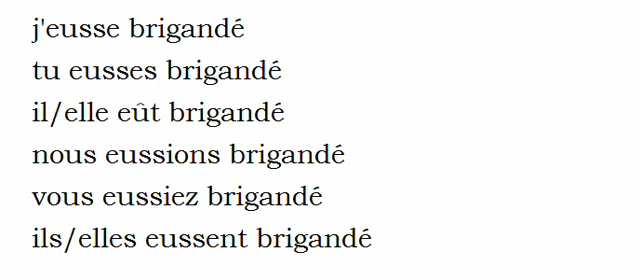 j'eusse brigandé
tu eusses brigandé
il/elle eût brigandé
nous eussions brigandé
vous eussiez brigandé
ils/elles eussent brigandé